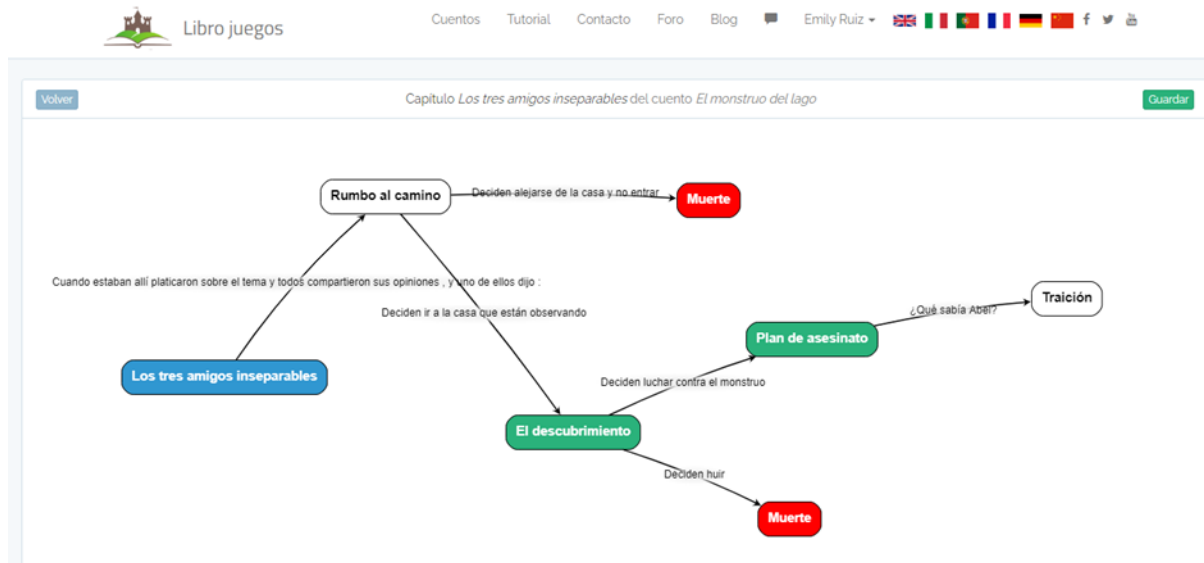 Libro juegos
Cuentos Tutorial Contacto Foro Blog Emily Ruiz
Volver
Capítulo Los tres amigos inseparables del cuento El monstruo del lago
Guardar
Rumbo al camino
Deciden alejarse de la casa y no entrar
Muerte
Cuando estaban allí platicaron sobre el tema y todos compartieron sus opiniones , y uno de ellos dijo :
Traición
¿Qué sabía Abel?
Deciden ir a la casa que están observando
Plan de asesinato
Los tres amigos inseparables
Deciden luchar contra el monstruo
El descubrimiento
Deciden huir
Muerte